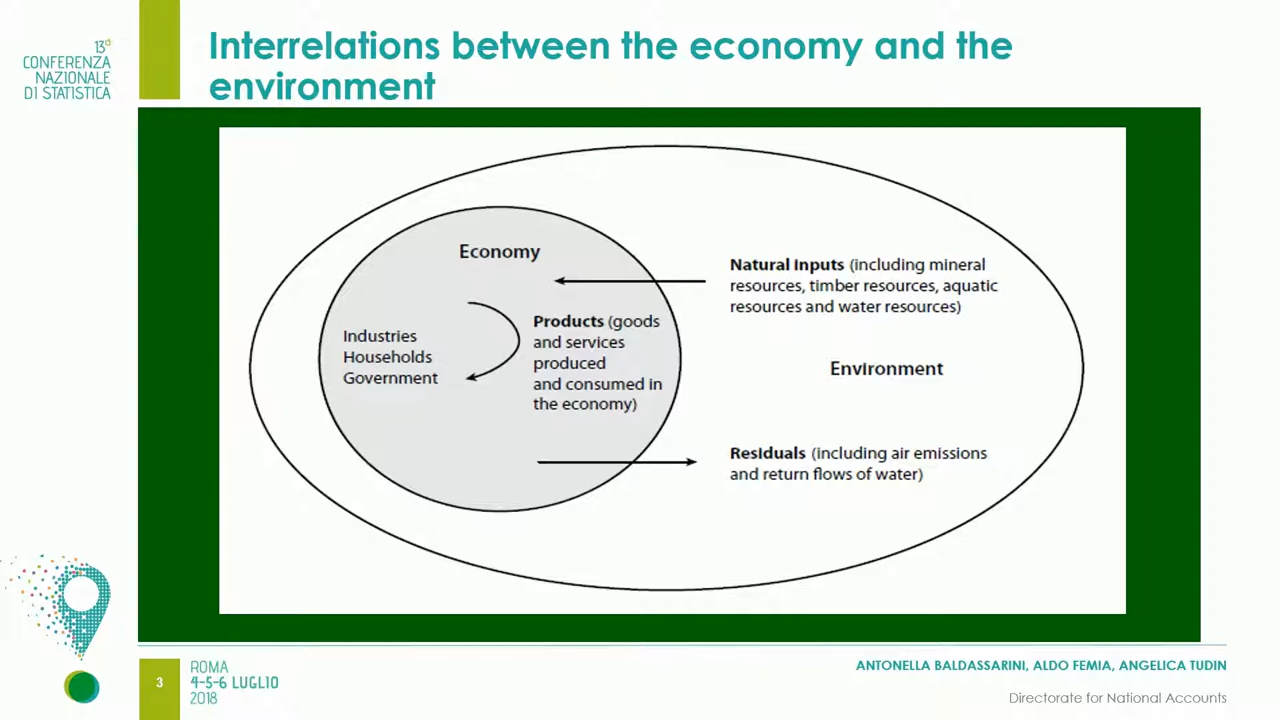 13ª
CONFERENZA
NAZIONALE
DI STATISTICA
Interrelations between the economy and the
environment
Economy
Industries
Households
Government
Products (goods
and services
produced
and consumed in
the economy)
Natural Inputs (including mineral
resources, timber resources, aquatic
resources and water resources)
Environment
Residuals (including air emissions
and return flows of water)
3
ROMA
4-5-6 LUGLIO
2018
ANTONELLA BALDASSARINI, ALDO FEMIA, ANGELICA TUDIN
Directorate for National Accounts